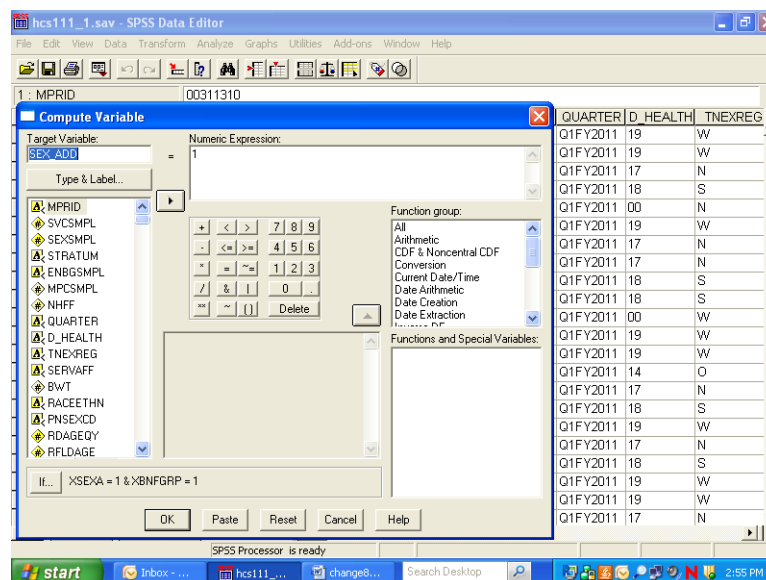 hcs111_1.sav - SPSS Data Editor
File Edit View Data Transform Analyze Graphs Utilities Add-ons Window Help
1 : MPRID 00311310
Compute Variable
QUARTER D_HEALTH TNEXREG
Target Variable:
SEX_ADD
=
Numeric Expression:
1
Type & Label...
MPRID
SVCSMPL
SEXSMPL
STRATUM
ENBGSMPL
MPCSMPL
NHFF
QUARTER
D_HEALTH
TNEXREG
SERVAFF
BWT
RACEETHN
PNSEXCD
RDAGEQY
RFLDAGE
+ < > 7 8 9
- <= >= 4 5 6
* = ~= 1 2 3
/ & | 0 .
** ~ () Delete
Function group:
All
Arithmetic
CDF & Noncentral CDF
Conversion
Current Date/Time
Date Arithmetic
Date Creation
Date Extraction
Inverse DF
Functions and Special Variables:
If... XSEXA = 1 & XBNFGRP = 1
OK Paste Reset Cancel Help
Q1FY2011 19 W
Q1FY2011 19 W
Q1FY2011 17 N
Q1FY2011 18 S
Q1FY2011 00 N
Q1FY2011 19 W
Q1FY2011 17 N
Q1FY2011 17 N
Q1FY2011 18 S
Q1FY2011 18 S
Q1FY2011 00 W
Q1FY2011 19 W
Q1FY2011 19 W
Q1FY2011 14 O
Q1FY2011 17 N
Q1FY2011 18 S
Q1FY2011 19 W
Q1FY2011 17 N
Q1FY2011 18 S
Q1FY2011 19 W
Q1FY2011 19 W
Q1FY2011 17 N
SPSS Processor is ready
start Inbox - ... hcs111_... change8... Search Desktop 2:55 PM